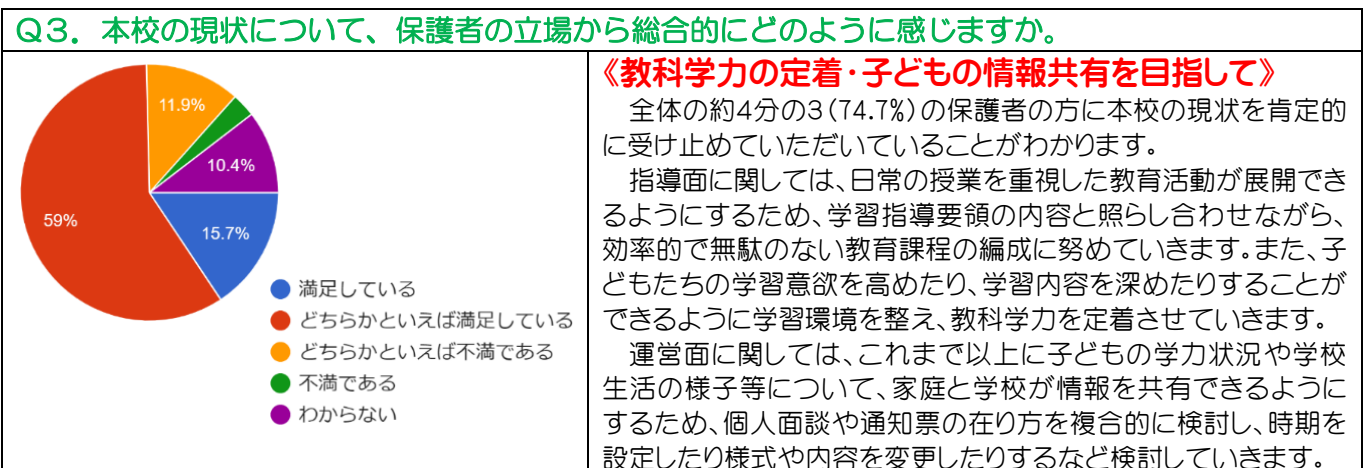 Q3．本校の現状について、保護者の立場から総合的にどのように感じますか。
11.9%
10.4%
59%
15.7%
満足している
どちらかといえば満足している
どちらかといえば不満である
不満である
わからない
《教科学力の定着・子どもの情報共有を目指して》
全体の約4分の3（74.7%）の保護者の方に本校の現状を肯定的
に受け止めていただいていることがわかります。
指導面に関しては、日常の授業を重視した教育活動が展開でき
るようにするため、学習指導要領の内容と照らし合わせながら、
効率的で無駄のない教育課程の編成に努めていきます。また、子
どもたちの学習意欲を高めたり、学習内容を深めたりすることが
できるように学習環境を整え、教科学力を定着させていきます。
運営面に関しては、これまで以上に子どもの学力状況や学校
生活の様子等について、家庭と学校が情報を共有できるように
するため、個人面談や通知票の在り方を複合的に検討し、時期を
設定したり様式や内容を変更したりするなど検討していきます。